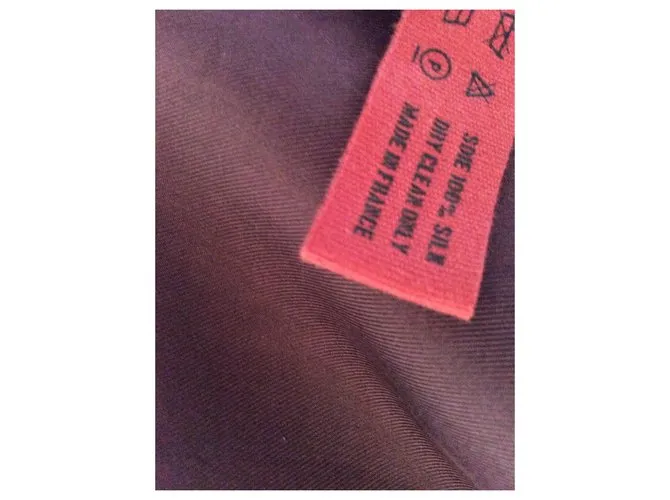 SOIE 100% SILK
DRY CLEAN ONLY
MADE IN FRANCE